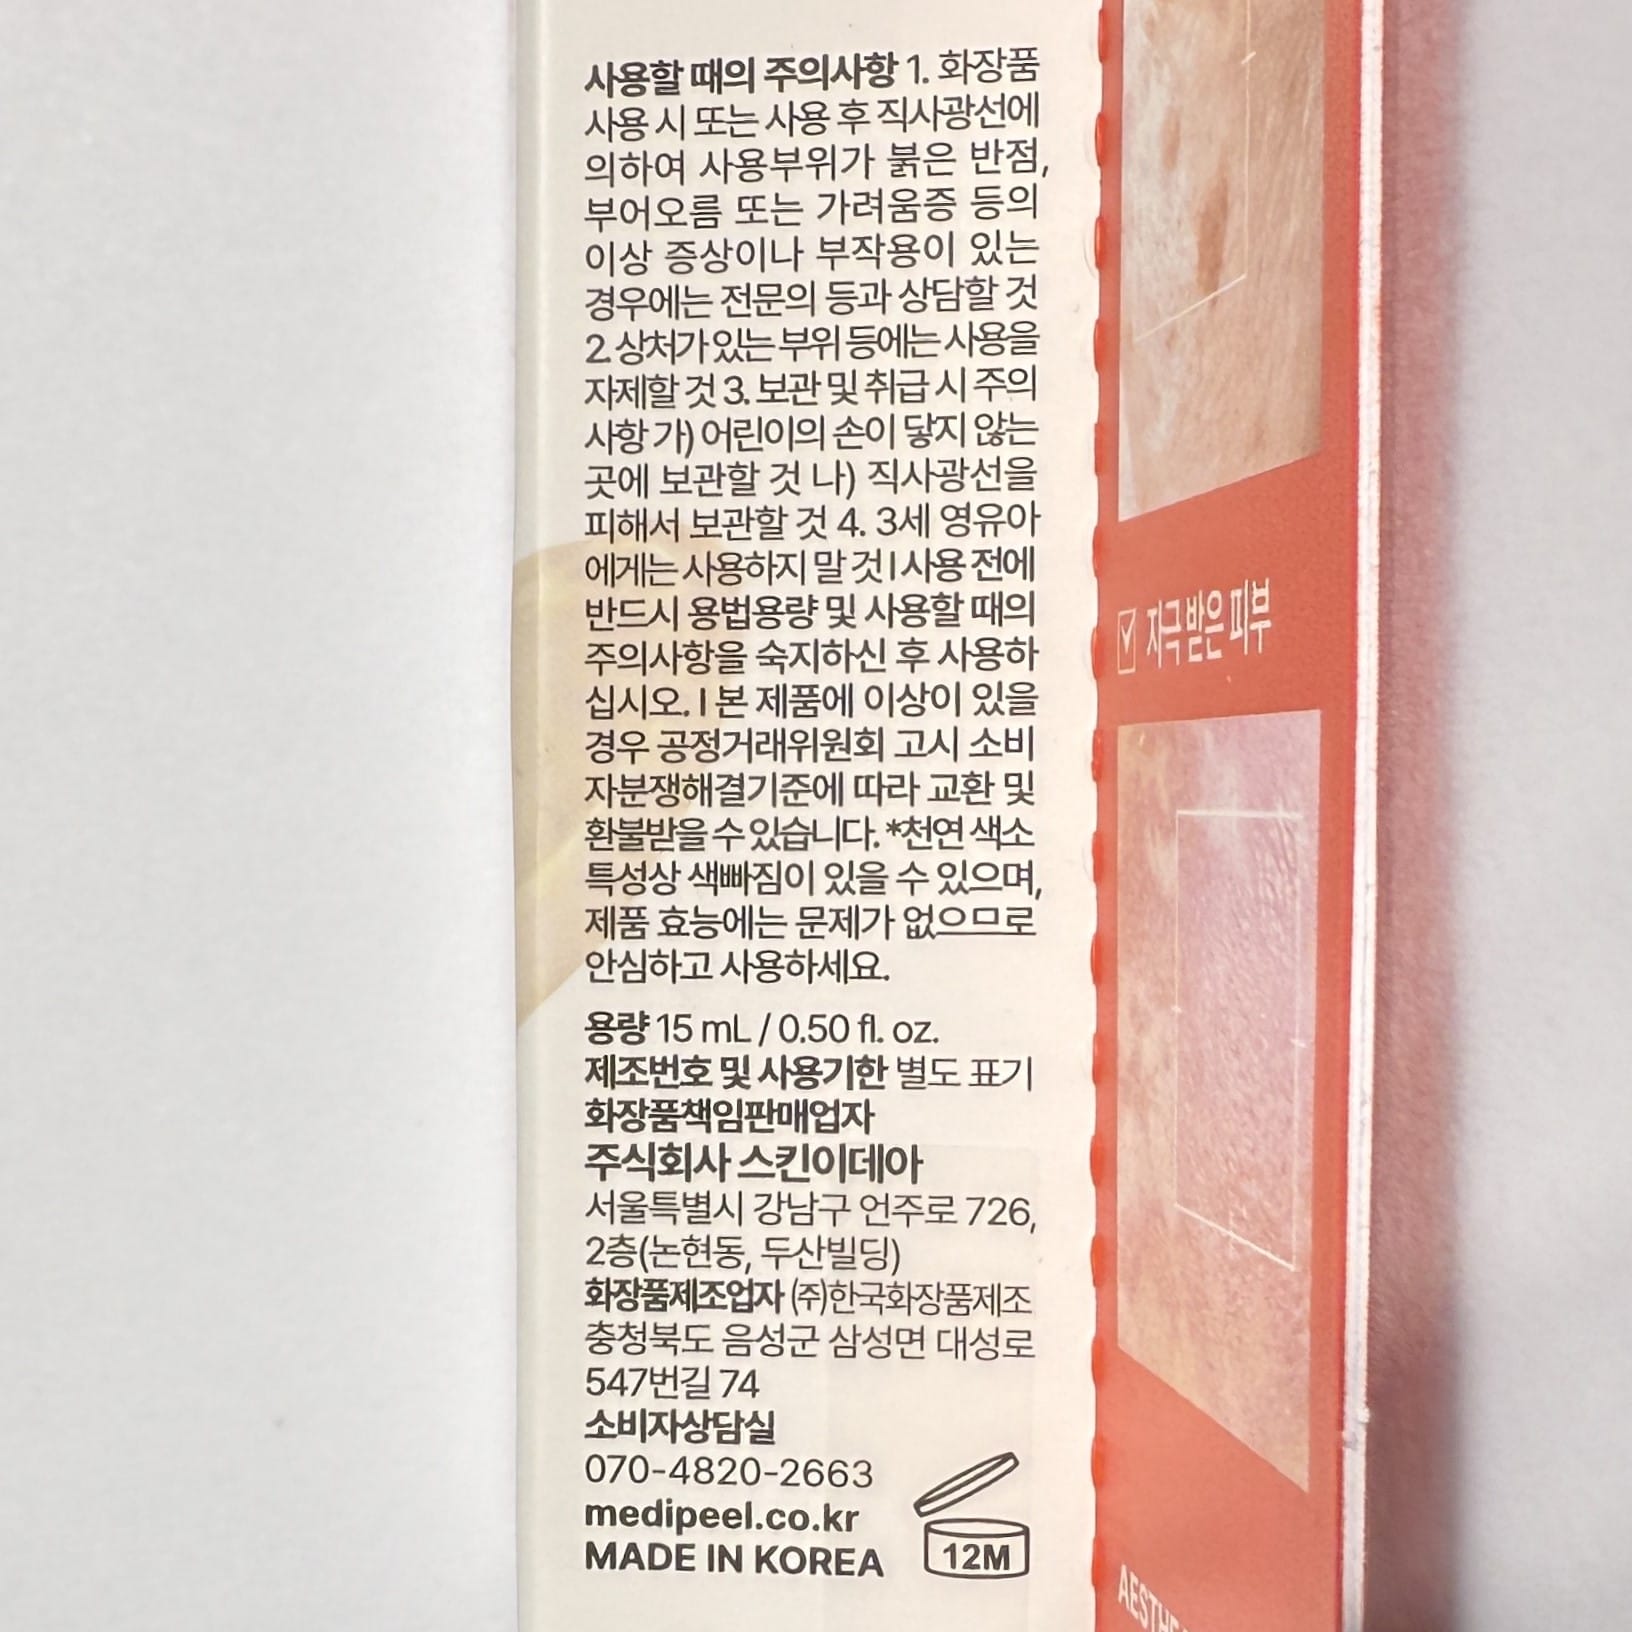 사용할 때의 주의사항 1. 화장품
사용 시 또는 사용 후 직사광선에
의하여 사용부위가 붉은 반점,
부어오름 또는 가려움증 등의
이상 증상이나 부작용이 있는
경우에는 전문의 등과 상담할 것
2. 상처가 있는 부위 등에는 사용을
자제할 것 3. 보관 및 취급 시 주의
사항 가) 어린이의 손이 닿지 않는
곳에 보관할 것 나) 직사광선을
피해서 보관할 것 4. 3세 영유아
에게는 사용하지 말 것 I 사용 전에
반드시 용법용량 및 사용할 때의
주의사항을 숙지하신 후 사용하
십시오. I 본 제품에 이상이 있을
경우 공정거래위원회 고시 소비
자분쟁해결기준에 따라 교환 및
환불받을 수 있습니다. *천연 색소
특성상 색빠짐이 있을 수 있으며,
제품 효능에는 문제가 없으므로
안심하고 사용하세요.
용량 15 mL / 0.50 fl. oz.
제조번호 및 사용기한 별도 표기
화장품책임판매업자
주식회사 스킨이데아
서울특별시 강남구 언주로 726,
2층(논현동, 두산빌딩)
화장품제조업자 (주)한국화장품제조
충청북도 음성군 삼성면 대성로
547번길 74
소비자상담실
070-4820-2663
medipeel.co.kr
MADE IN KOREA
12M
자극 받은 피부